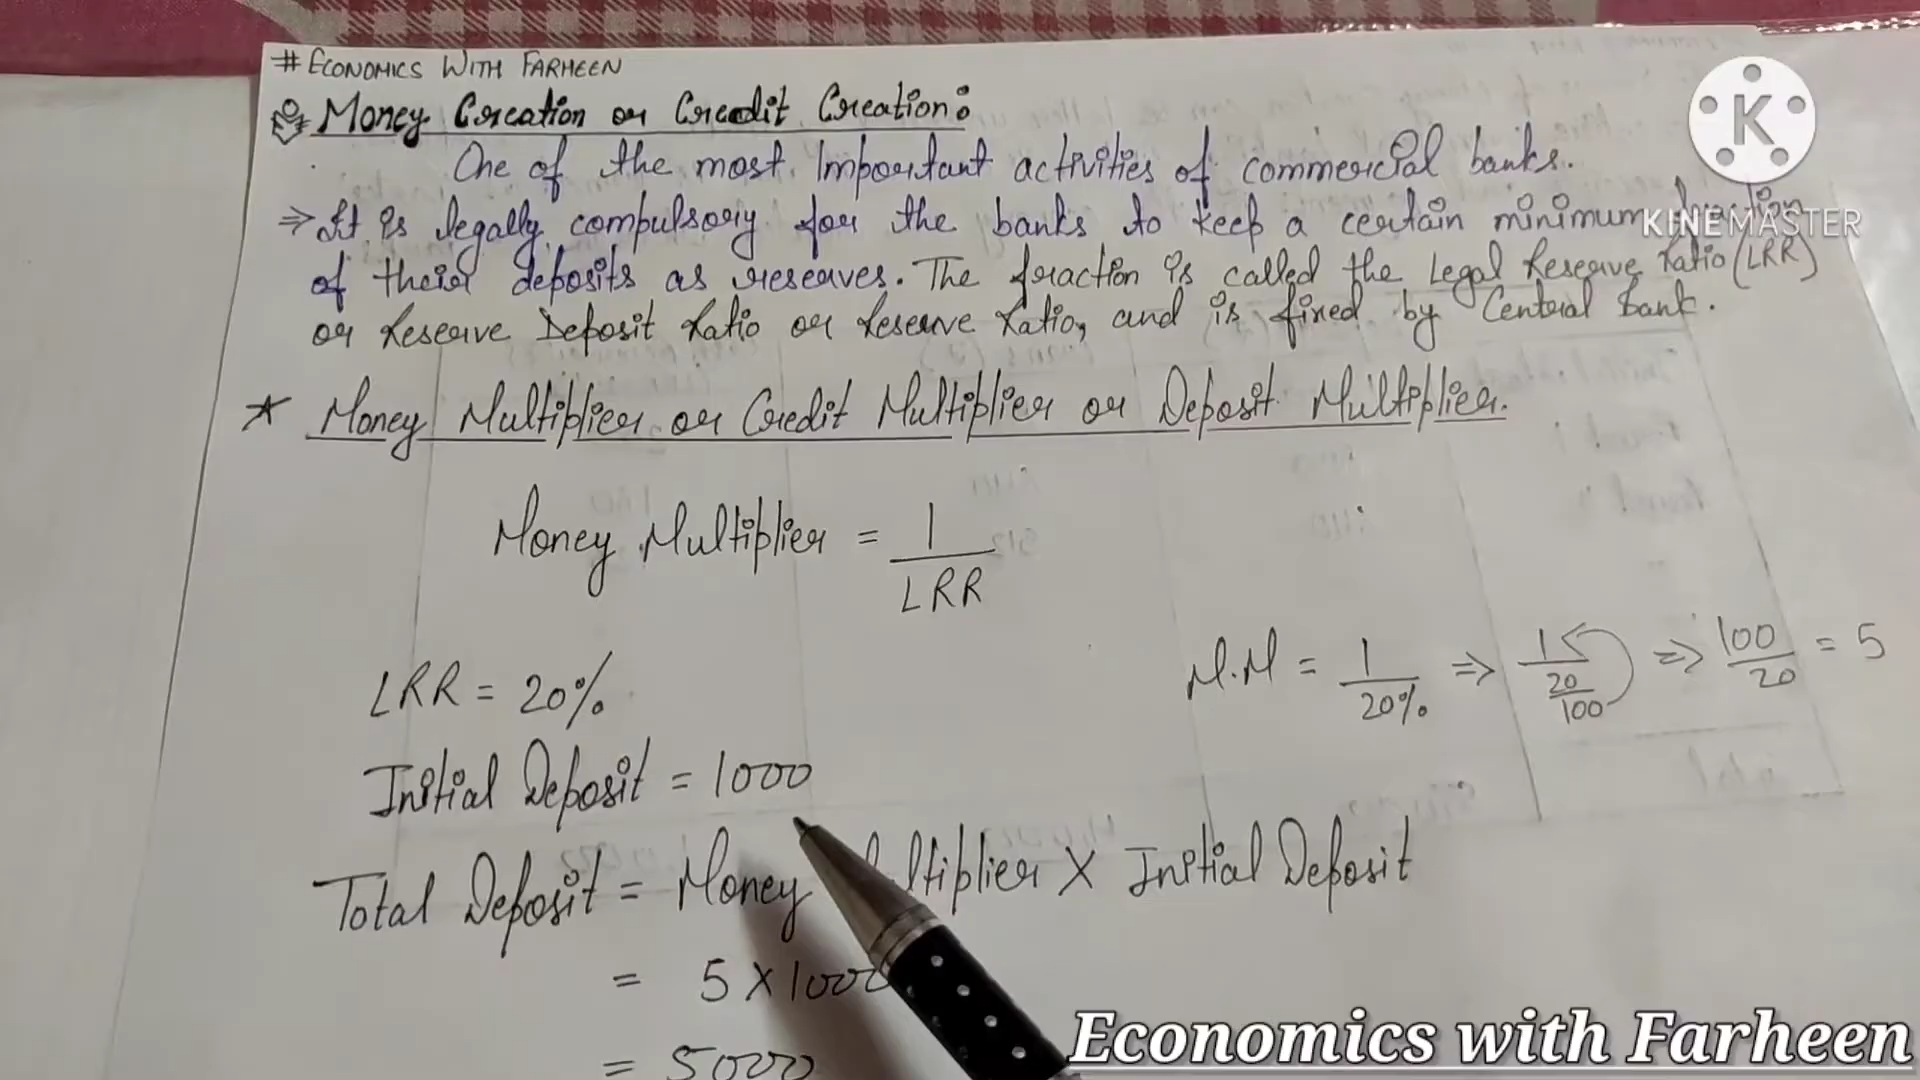 # ECONOMICS WITH FARHEEN
Money Creation or Credit Creation:
One of the most Important activities of commercial banks.
⇒ It is legally compulsory for the banks to keep a certain minimum fraction
of their deposits as reserves. The fraction is called the Legal Reserve Ratio (LRR)
or Reserve Deposit Ratio or Reserve Ratio, and is fixed by Central Bank.
K
KINEMASTER
★ Money Multiplier or Credit Multiplier or Deposit Multiplier.
Money Multiplier = 1/LRR
LRR = 20%
M.M = 1/20% ⇒ 1/(20/100) ⇒ 100/20 = 5
Initial Deposit = 1000
Total Deposit = Money Multiplier X Initial Deposit
= 5 X 1000
= 5000
Economics with Farheen